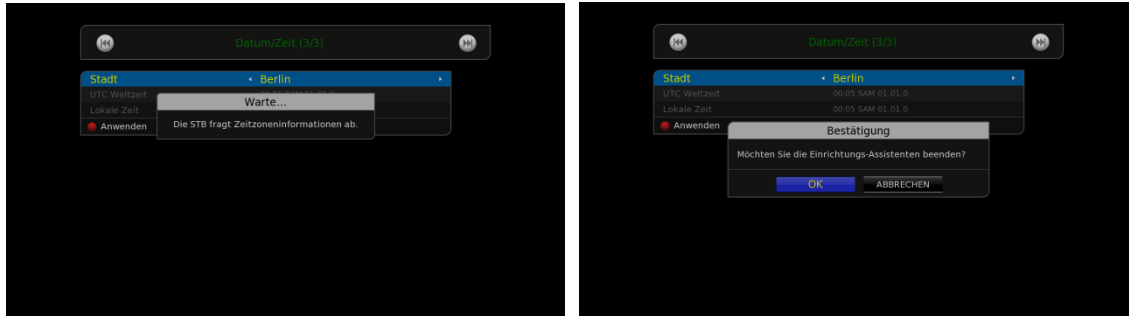 Datum/Zeit (3/3)
Stadt Berlin
UTC Weltzeit
Lokale Zeit
Warte...
Anwenden
Die STB fragt Zeitzoneninformationen ab.
Datum/Zeit (3/3)
Stadt Berlin
UTC Weltzeit 00:05 SAM 01.01.0
Lokale Zeit 00:05 SAM 01.01.0
Anwenden
Bestätigung
Möchten Sie die Einrichtungs-Assistenten beenden?
OK ABBRECHEN